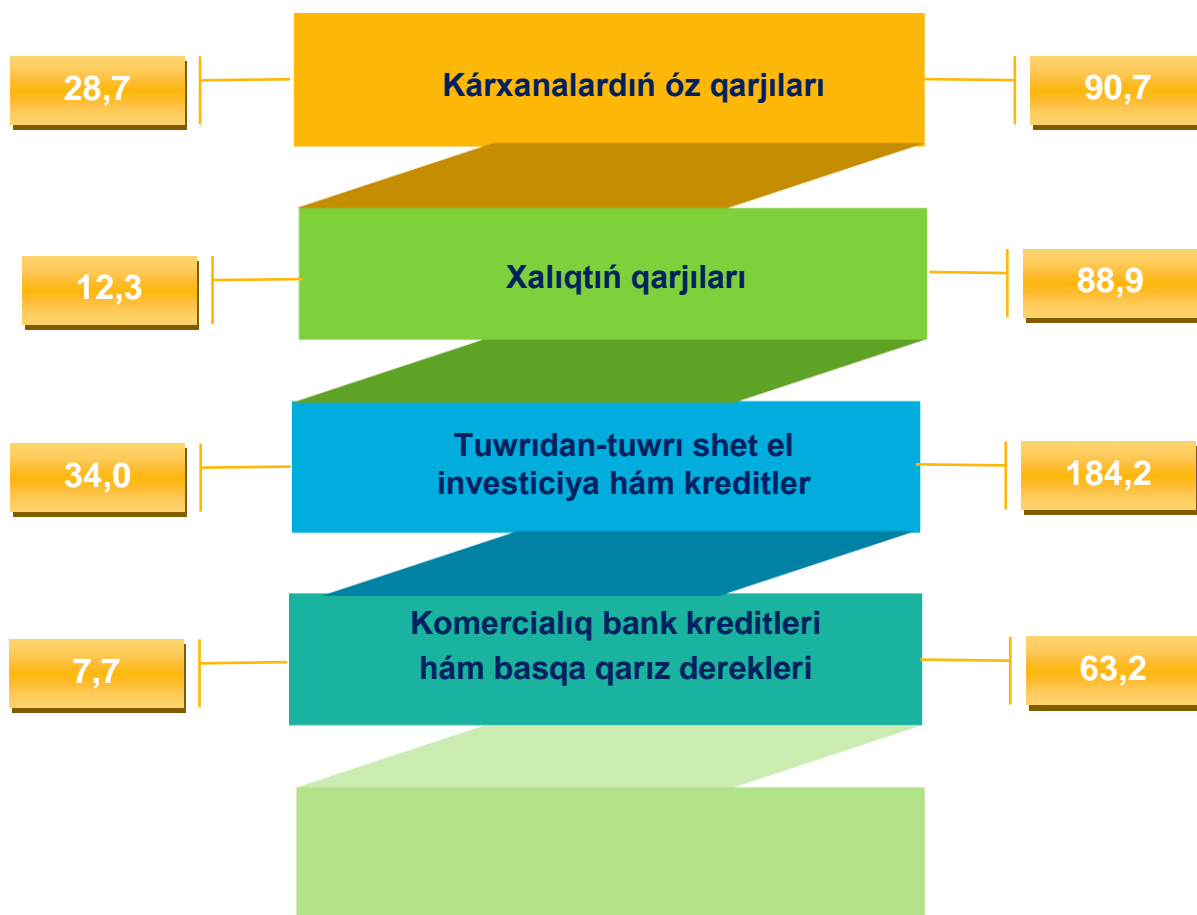 28,7
Kárxanalardıń óz qarjıları
90,7
12,3
Xalıqtıń qarjıları
88,9
34,0
Tuwrıdan-tuwrı shet el
investiciya hám kreditler
184,2
7,7
Komercialıq bank kreditleri
hám basqa qarız derekleri
63,2